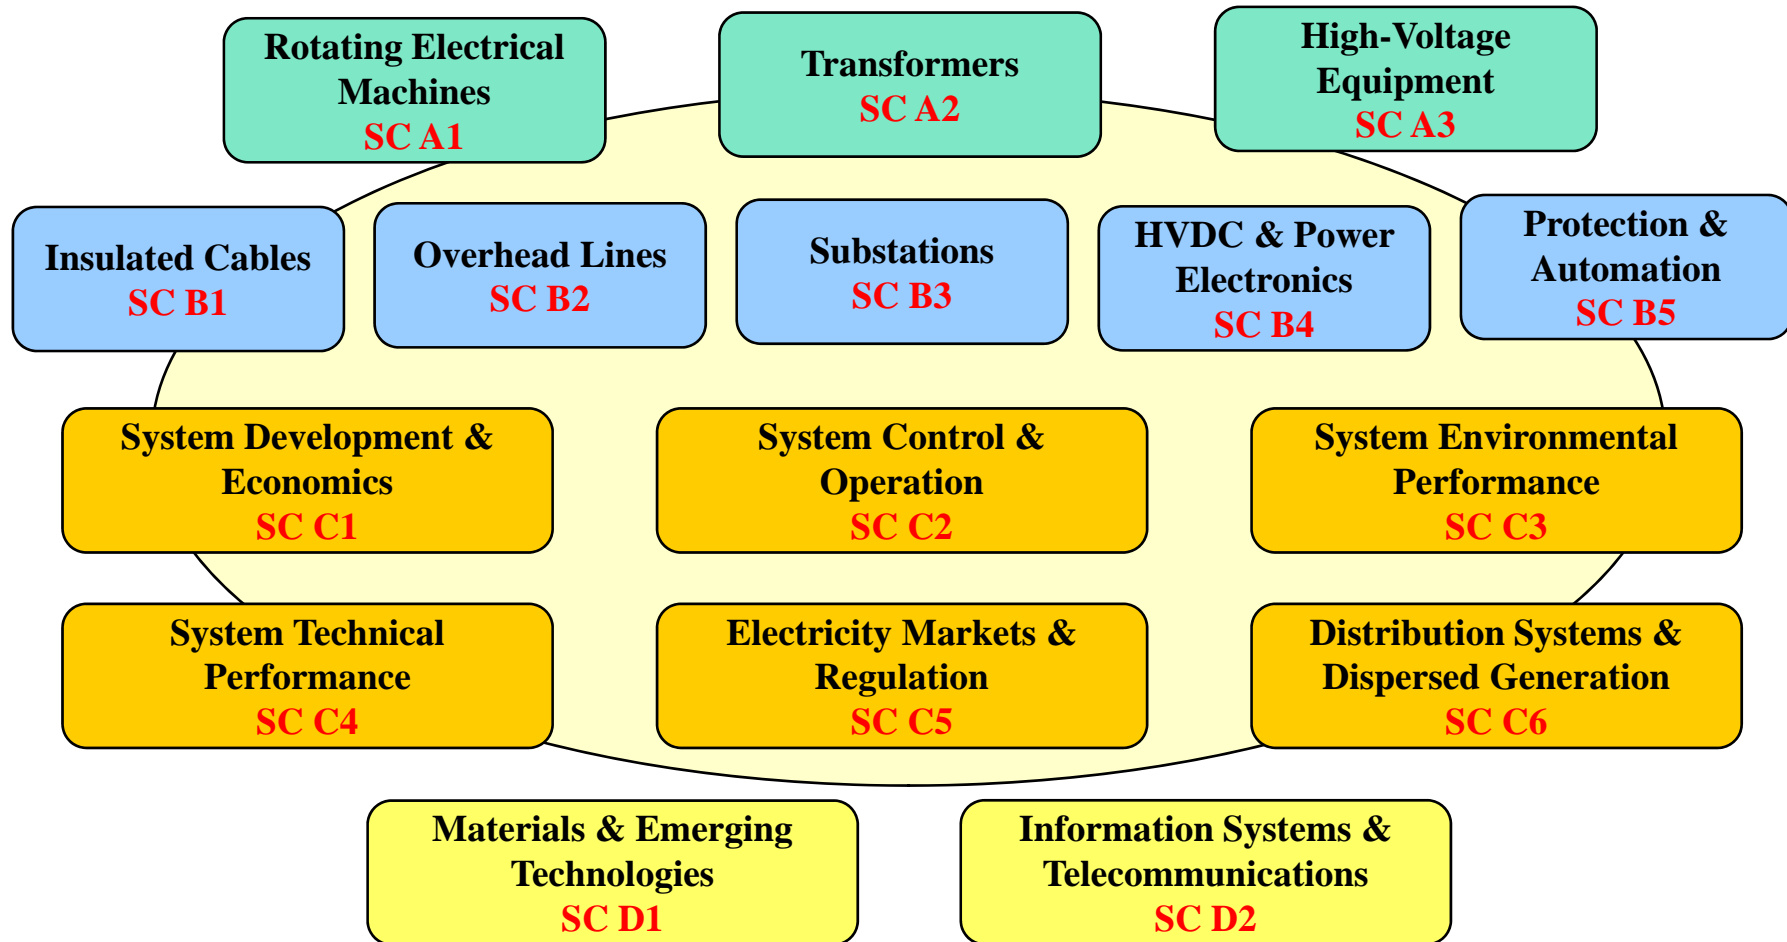 Rotating Electrical
Machines
SC A1
Transformers
SC A2
High-Voltage
Equipment
SC A3
Insulated Cables
SC B1
Overhead Lines
SC B2
Substations
SC B3
HVDC & Power
Electronics
SC B4
Protection &
Automation
SC B5
System Development &
Economics
SC C1
System Control &
Operation
SC C2
System Environmental
Performance
SC C3
System Technical
Performance
SC C4
Electricity Markets &
Regulation
SC C5
Distribution Systems &
Dispersed Generation
SC C6
Materials & Emerging
Technologies
SC D1
Information Systems &
Telecommunications
SC D2